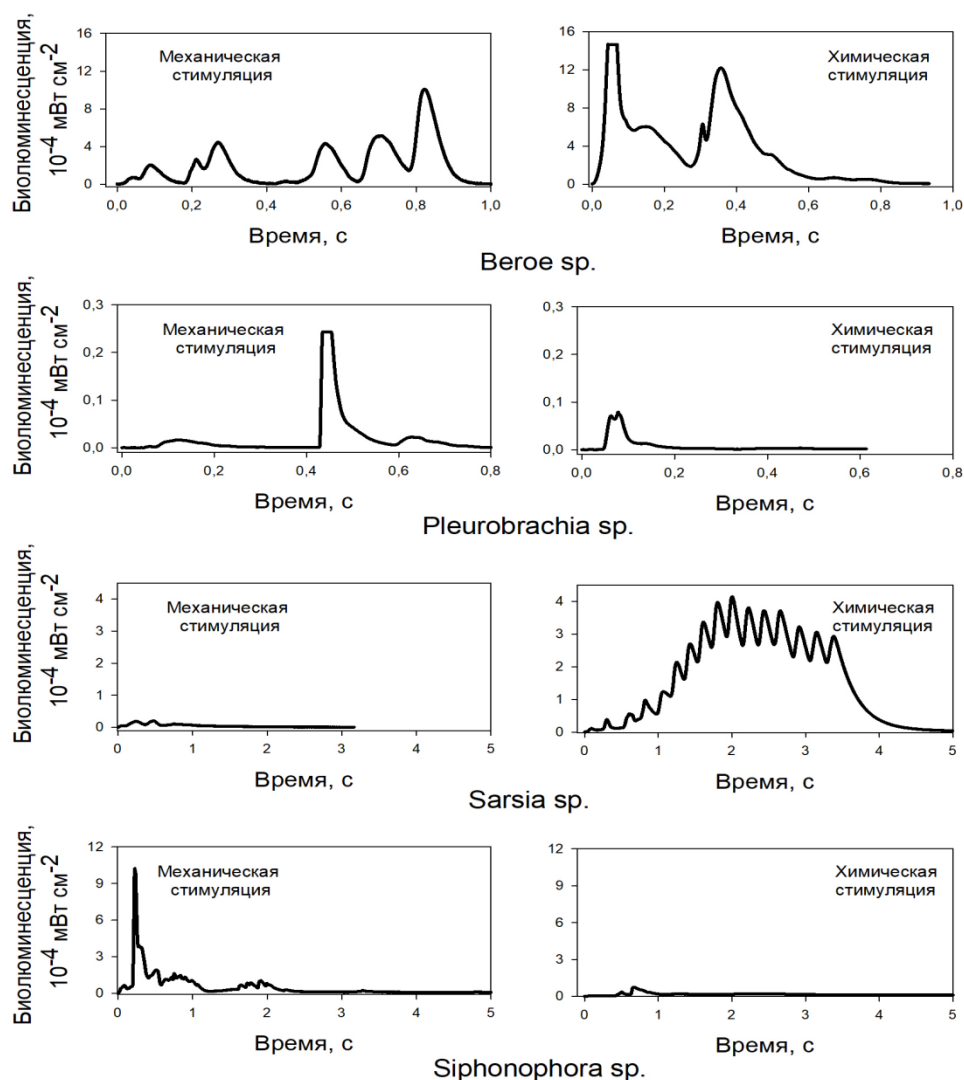 Биолюминесценция,
10⁻⁴ мВт см⁻²
16
12
8
4
0
Механическая
стимуляция
0,0 0,2 0,4 0,6 0,8 1,0
Время, с
16
12
8
4
0
Химическая
стимуляция
0,0 0,2 0,4 0,6 0,8 1,0
Время, с
Beroe sp.
Биолюминесценция,
10⁻⁴ мВт см⁻²
0,3
0,2
0,1
0,0
Механическая
стимуляция
0,0 0,2 0,4 0,6 0,8
Время, с
0,3
0,2
0,1
0,0
Химическая
стимуляция
0,0 0,2 0,4 0,6 0,8
Время, с
Pleurobrachia sp.
Биолюминесценция,
10⁻⁴ мВт см⁻²
4
3
2
1
0
Механическая
стимуляция
0 1 2 3 4 5
Время, с
4
3
2
1
0
Химическая
стимуляция
0 1 2 3 4 5
Время, с
Sarsia sp.
Биолюминесценция,
10⁻⁴ мВт см⁻²
12
9
6
3
0
Механическая
стимуляция
0 1 2 3 4 5
Время, с
12
9
6
3
0
Химическая
стимуляция
0 1 2 3 4 5
Время, с
Siphonophora sp.